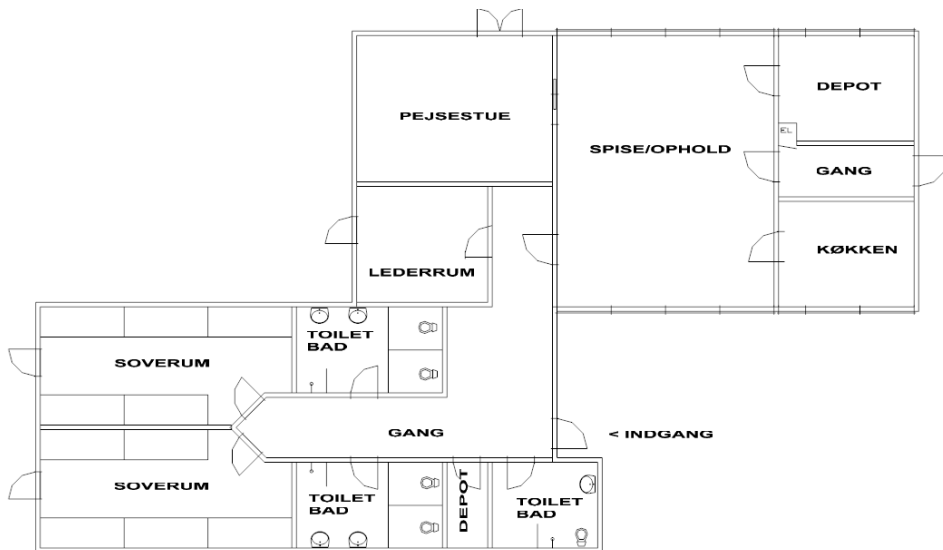 DEPOT
PEJSESTUE
EL
SPISE/OPHOLD
GANG
KØKKEN
LEDERRUM
TOILET
BAD
SOVERUM
GANG
< INDGANG
SOVERUM
TOILET
BAD
DEPOT
TOILET
BAD